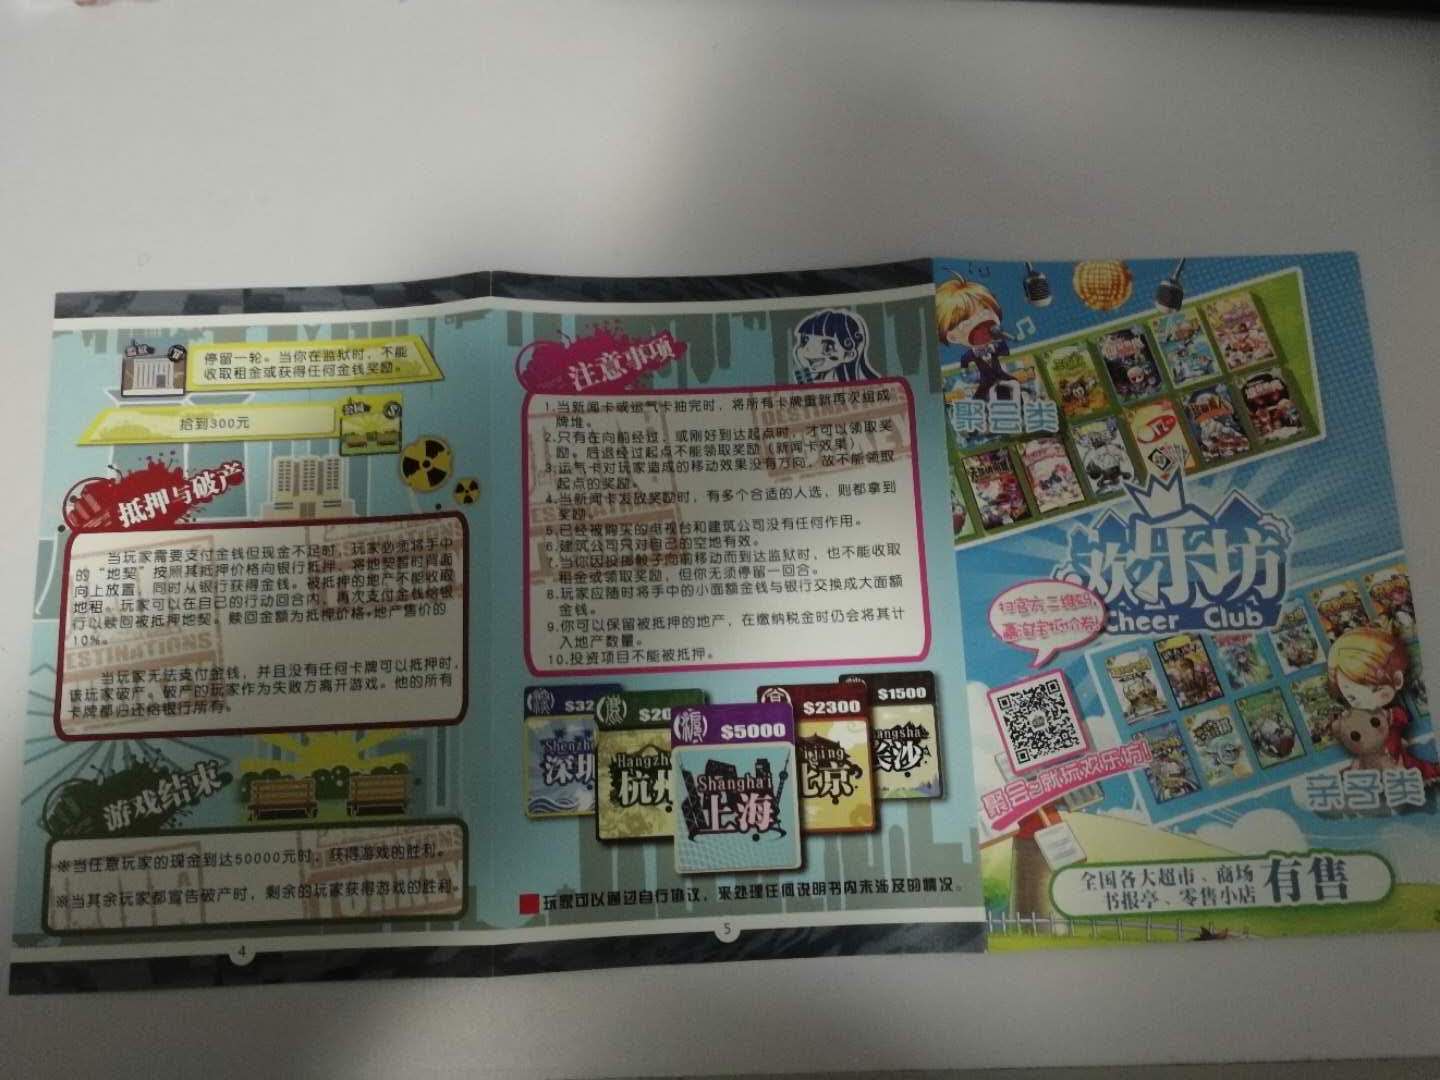 停留一轮。当你在监狱时，不能
收取租金或获得任何金钱奖励。
拾到300元
抵押与破产
当玩家需要支付金钱但现金不足时，玩家必须将手中
的“地契”按照其抵押价格向银行抵押，将地契暂时背面
向上放置，同时从银行获得金钱。被抵押的地产不能收取
地租。玩家可以在自己的行动回合内，再次支付金钱给银
行以赎回被抵押地契。赎回金额为抵押价格+地产售价的
10%。
当玩家无法支付金钱，并且没有任何卡牌可以抵押时，
该玩家破产。破产的玩家作为失败方离开游戏。他的所有
卡牌都归还给银行所有。
游戏结束
※当任意玩家的现金到达50000元时，获得游戏的胜利。
※当其余玩家都宣告破产时，剩余的玩家获得游戏的胜利。
4
注意事项
1.当新闻卡或运气卡抽完时，将所有卡牌重新再次组成
牌堆。
2.只有在向前经过，或刚好到达起点时，才可以领取奖
励。后退经过起点不能领取奖励（新闻卡效果）
3.运气卡对玩家造成的移动效果没有方向，故不能领取
起点的奖励。
4.当新闻卡发放奖励时，有多个合适的人选，则都拿到
奖励。
5.已经被购买的电视台和建筑公司没有任何作用。
6.建筑公司只对自己的空地有效。
7.当你因投掷骰子向前移动而到达监狱时，也不能收取
租金或领取奖励，但你无须停留一回合。
8.玩家应随时将手中的小面额金钱与银行交换成大面额
金钱。
9.你可以保留被抵押的地产，在缴纳税金时仍会将其计
入地产数量。
10.投资项目不能被抵押。
$32
Shenzhe
深圳
$20
Hangzho
杭州
$5000
Shanghai
上海
$2300
eijing
北京
$1500
angsha
长沙
玩家可以通过自行协议，来处理任何说明书内未涉及的情况。
5
聚会类
欢乐坊
Cheer Club
扫官方二维码，
赢淘宝抵价券！
聚会就玩欢乐坊！
亲子类
全国各大超市、商场
书报亭、零售小店
有售